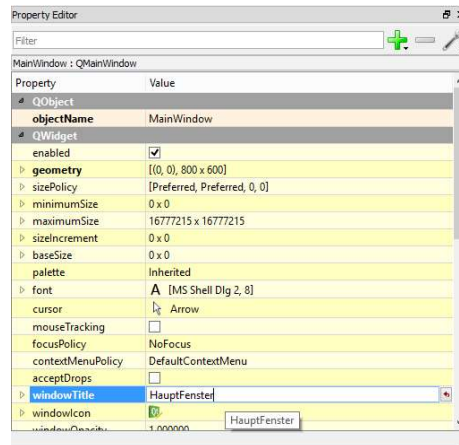 Property Editor
Filter
MainWindow : QMainWindow
Property Value
QObject
objectName MainWindow
QWidget
enabled
geometry [(0, 0), 800 x 600]
sizePolicy [Preferred, Preferred, 0, 0]
minimumSize 0 x 0
maximumSize 16777215 x 16777215
sizeIncrement 0 x 0
baseSize 0 x 0
palette Inherited
font A [MS Shell Dlg 2, 8]
cursor Arrow
mouseTracking
focusPolicy NoFocus
contextMenuPolicy DefaultContextMenu
acceptDrops
windowTitle HauptFenster
windowIcon
HauptFenster
windowOpacity 1.000000